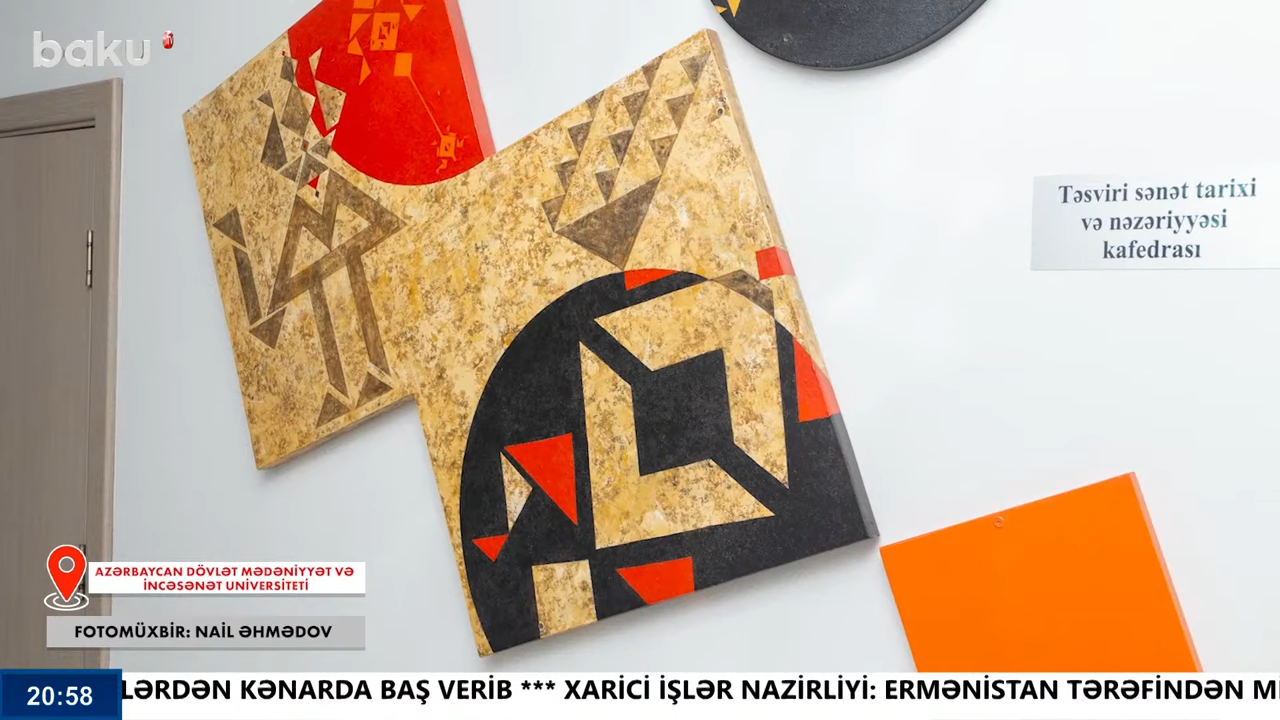 baku
Təsviri sənət tarixi
və nəzəriyyəsi
kafedrası
AZƏRBAYCAN DÖVLƏT MƏDƏNİYYƏT VƏ
İNCƏSƏNƏT UNİVERSİTETİ
FOTOMÜXBİR: NAİL ƏHMƏDOV
20:58
LƏRDƏN KƏNARDA BAŞ VERİB *** XARİCİ İŞLƏR NAZİRLİYİ: ERMƏNİSTAN TƏRƏFİNDƏN Mİ